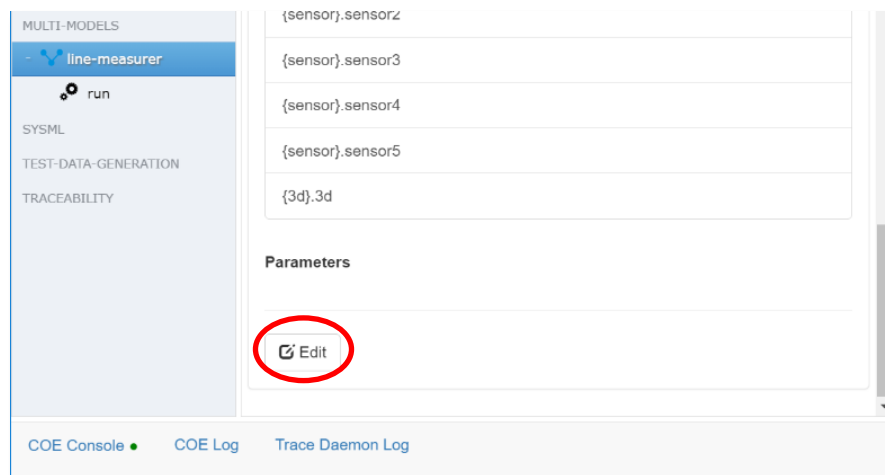 MULTI-MODELS
- line-measurer
run
SYSML
TEST-DATA-GENERATION
TRACEABILITY
{sensor}.sensor2
{sensor}.sensor3
{sensor}.sensor4
{sensor}.sensor5
{3d}.3d
Parameters
Edit
COE Console
COE Log
Trace Daemon Log